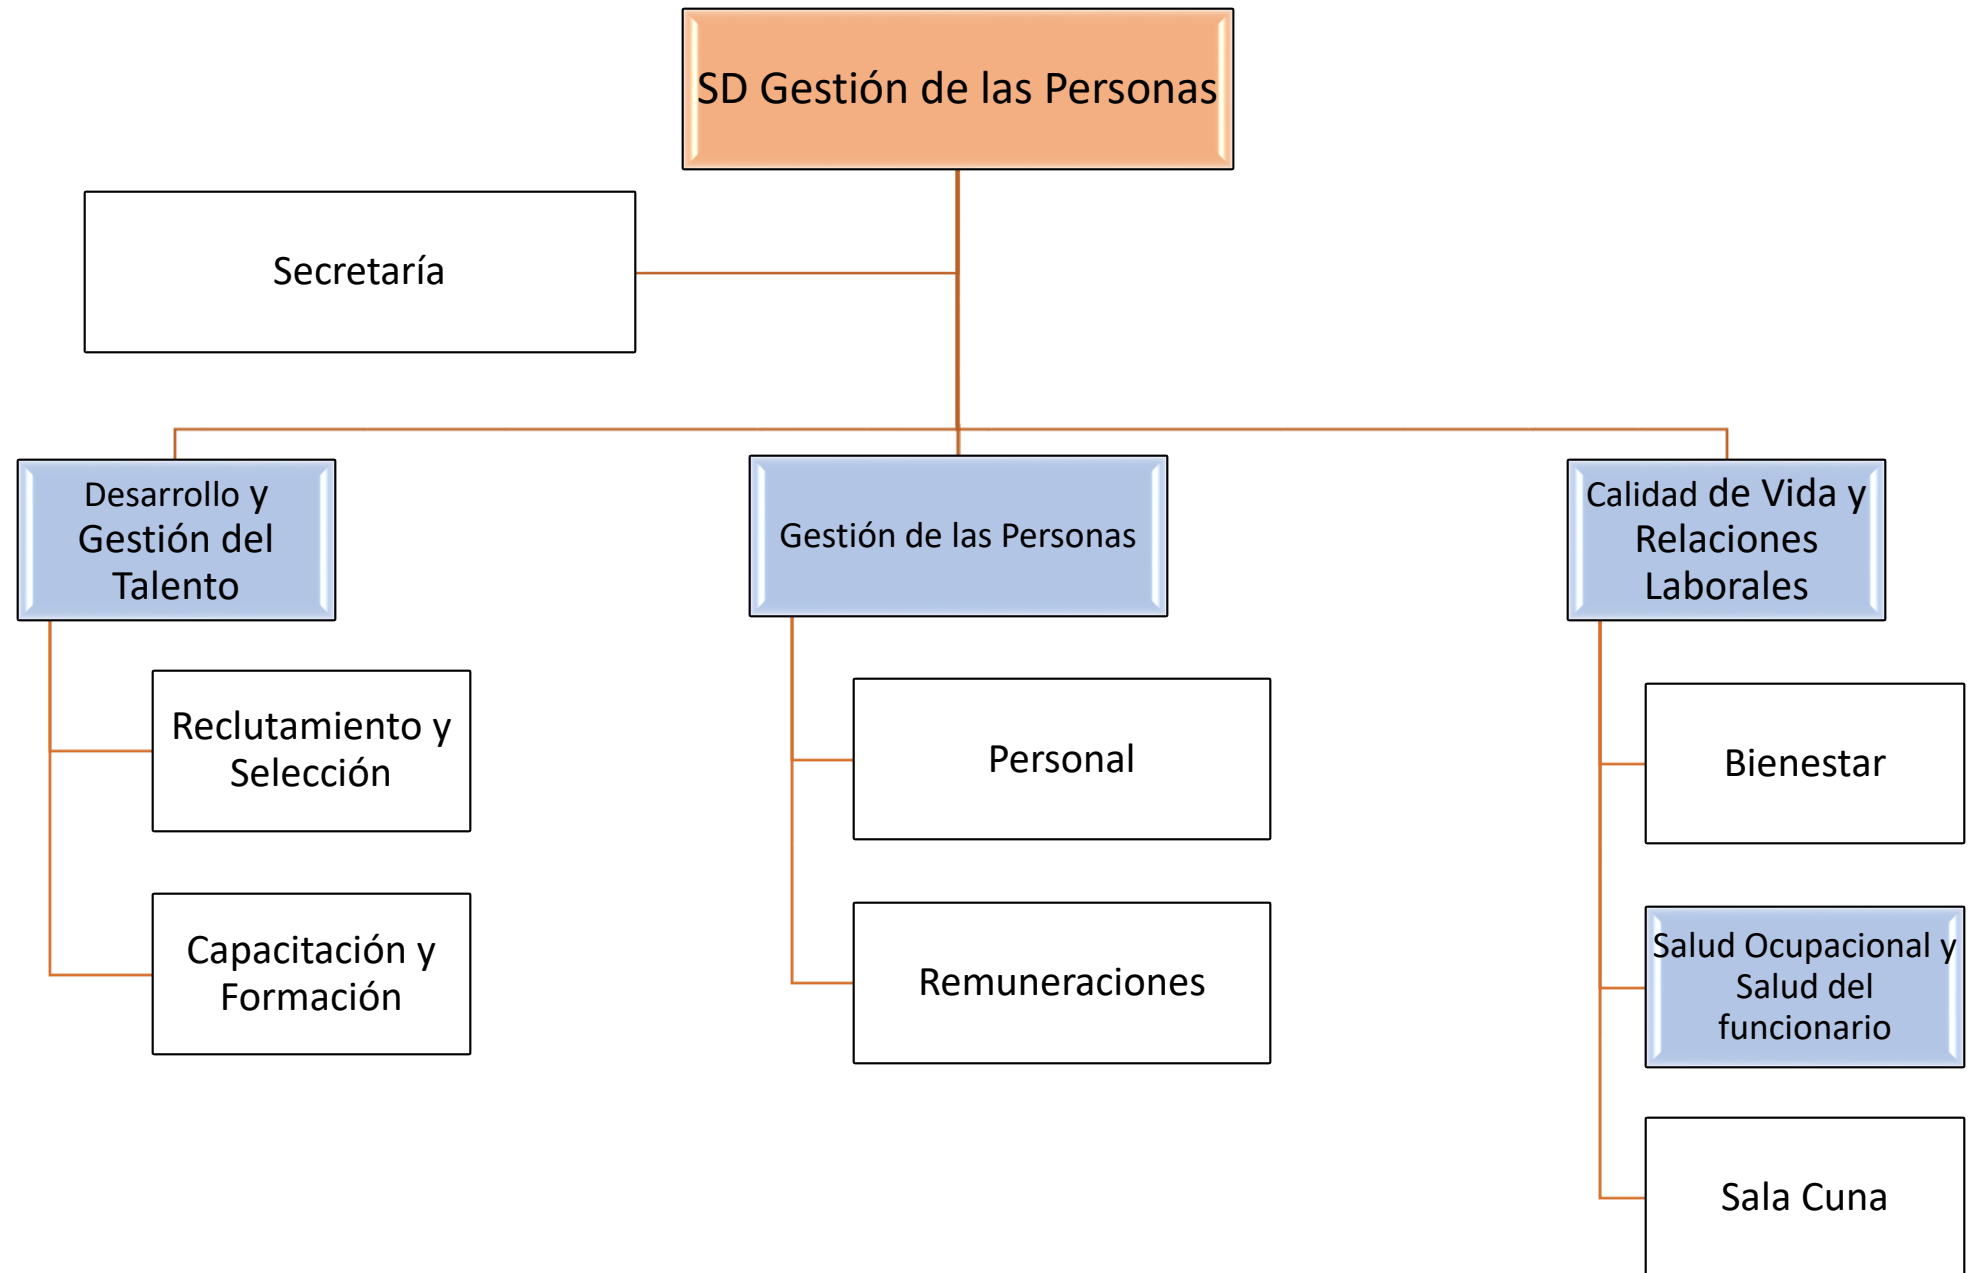 SD Gestión de las Personas
Secretaría
Desarrollo y
Gestión del
Talento
Gestión de las Personas
Calidad de Vida y
Relaciones
Laborales
Reclutamiento y
Selección
Capacitación y
Formación
Personal
Remuneraciones
Bienestar
Salud Ocupacional y
Salud del
funcionario
Sala Cuna